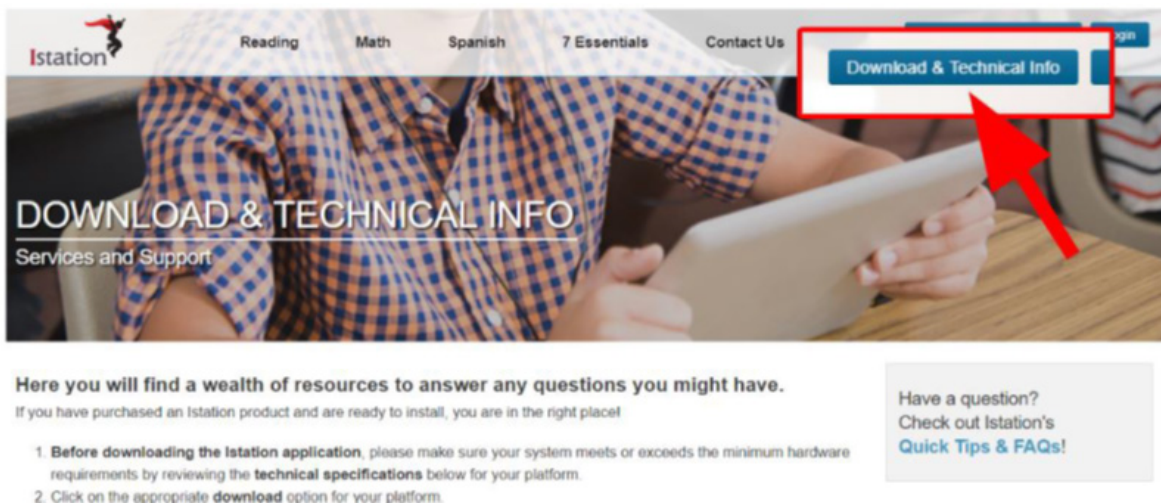 Istation
Reading Math Spanish 7 Essentials Contact Us
Download & Technical Info
DOWNLOAD & TECHNICAL INFO
Services and Support
Here you will find a wealth of resources to answer any questions you might have.
If you have purchased an Istation product and are ready to install, you are in the right place!
1. Before downloading the Istation application, please make sure your system meets or exceeds the minimum hardware
requirements by reviewing the technical specifications below for your platform.
2. Click on the appropriate download option for your platform.
Have a question?
Check out Istation's
Quick Tips & FAQs!